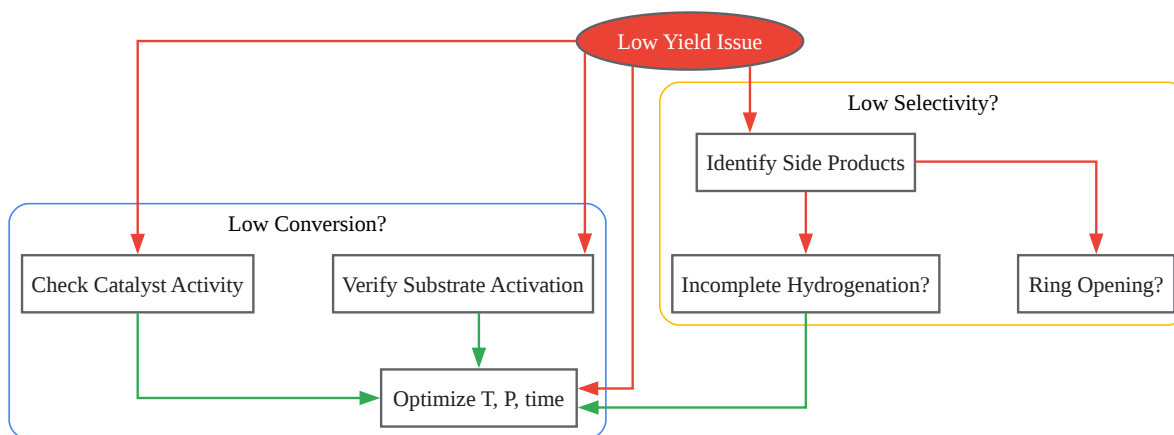 Low Yield Issue
Low Selectivity?
Identify Side Products
Low Conversion?
Check Catalyst Activity
Verify Substrate Activation
Incomplete Hydrogenation?
Ring Opening?
Optimize T, P, time